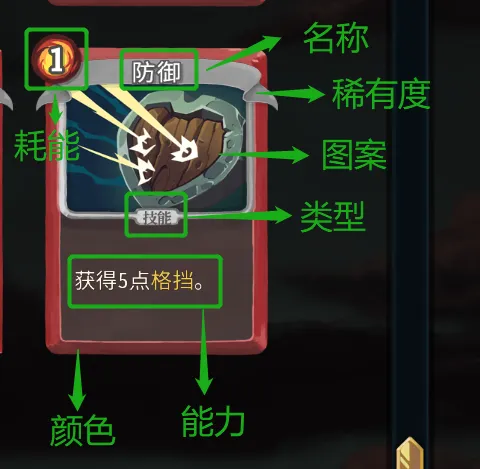 名称
1
防御
稀有度
耗能
图案
技能
类型
获得5点格挡。
颜色
能力